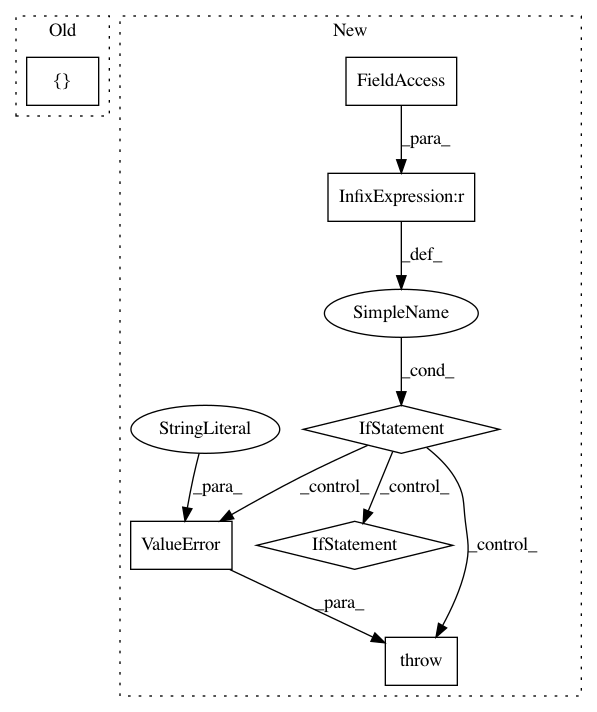 Old
New
{}
FieldAccess
_para_
InfixExpression:r
_def_
SimpleName
_cond_
StringLiteral
IfStatement
_para_
_control_
_control_
ValueError
IfStatement
_control_
_para_
throw